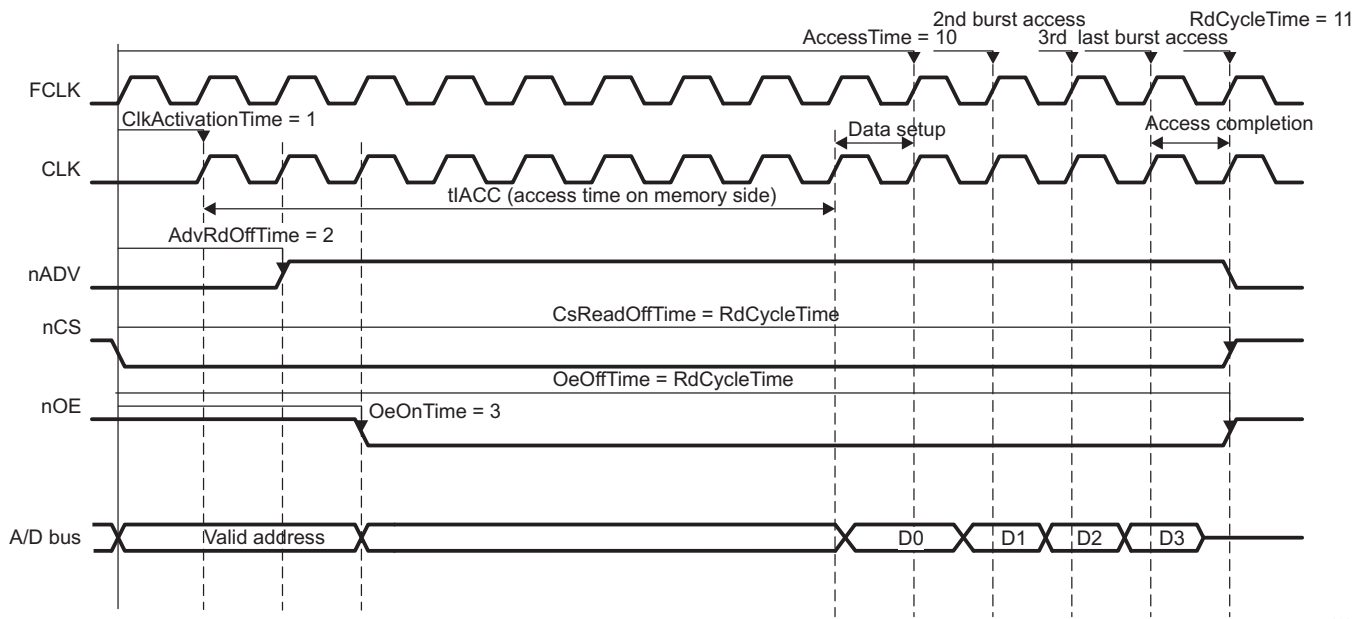 2nd burst access
RdCycleTime = 11
AccessTime = 10
3rd last burst access
FCLK
ClkActivationTime = 1
Data setup
Access completion
CLK
tIACC (access time on memory side)
AdvRdOffTime = 2
nADV
CsReadOffTime = RdCycleTime
nCS
OeOffTime = RdCycleTime
nOE
OeOnTime = 3
A/D bus
Valid address
D0
D1
D2
D3